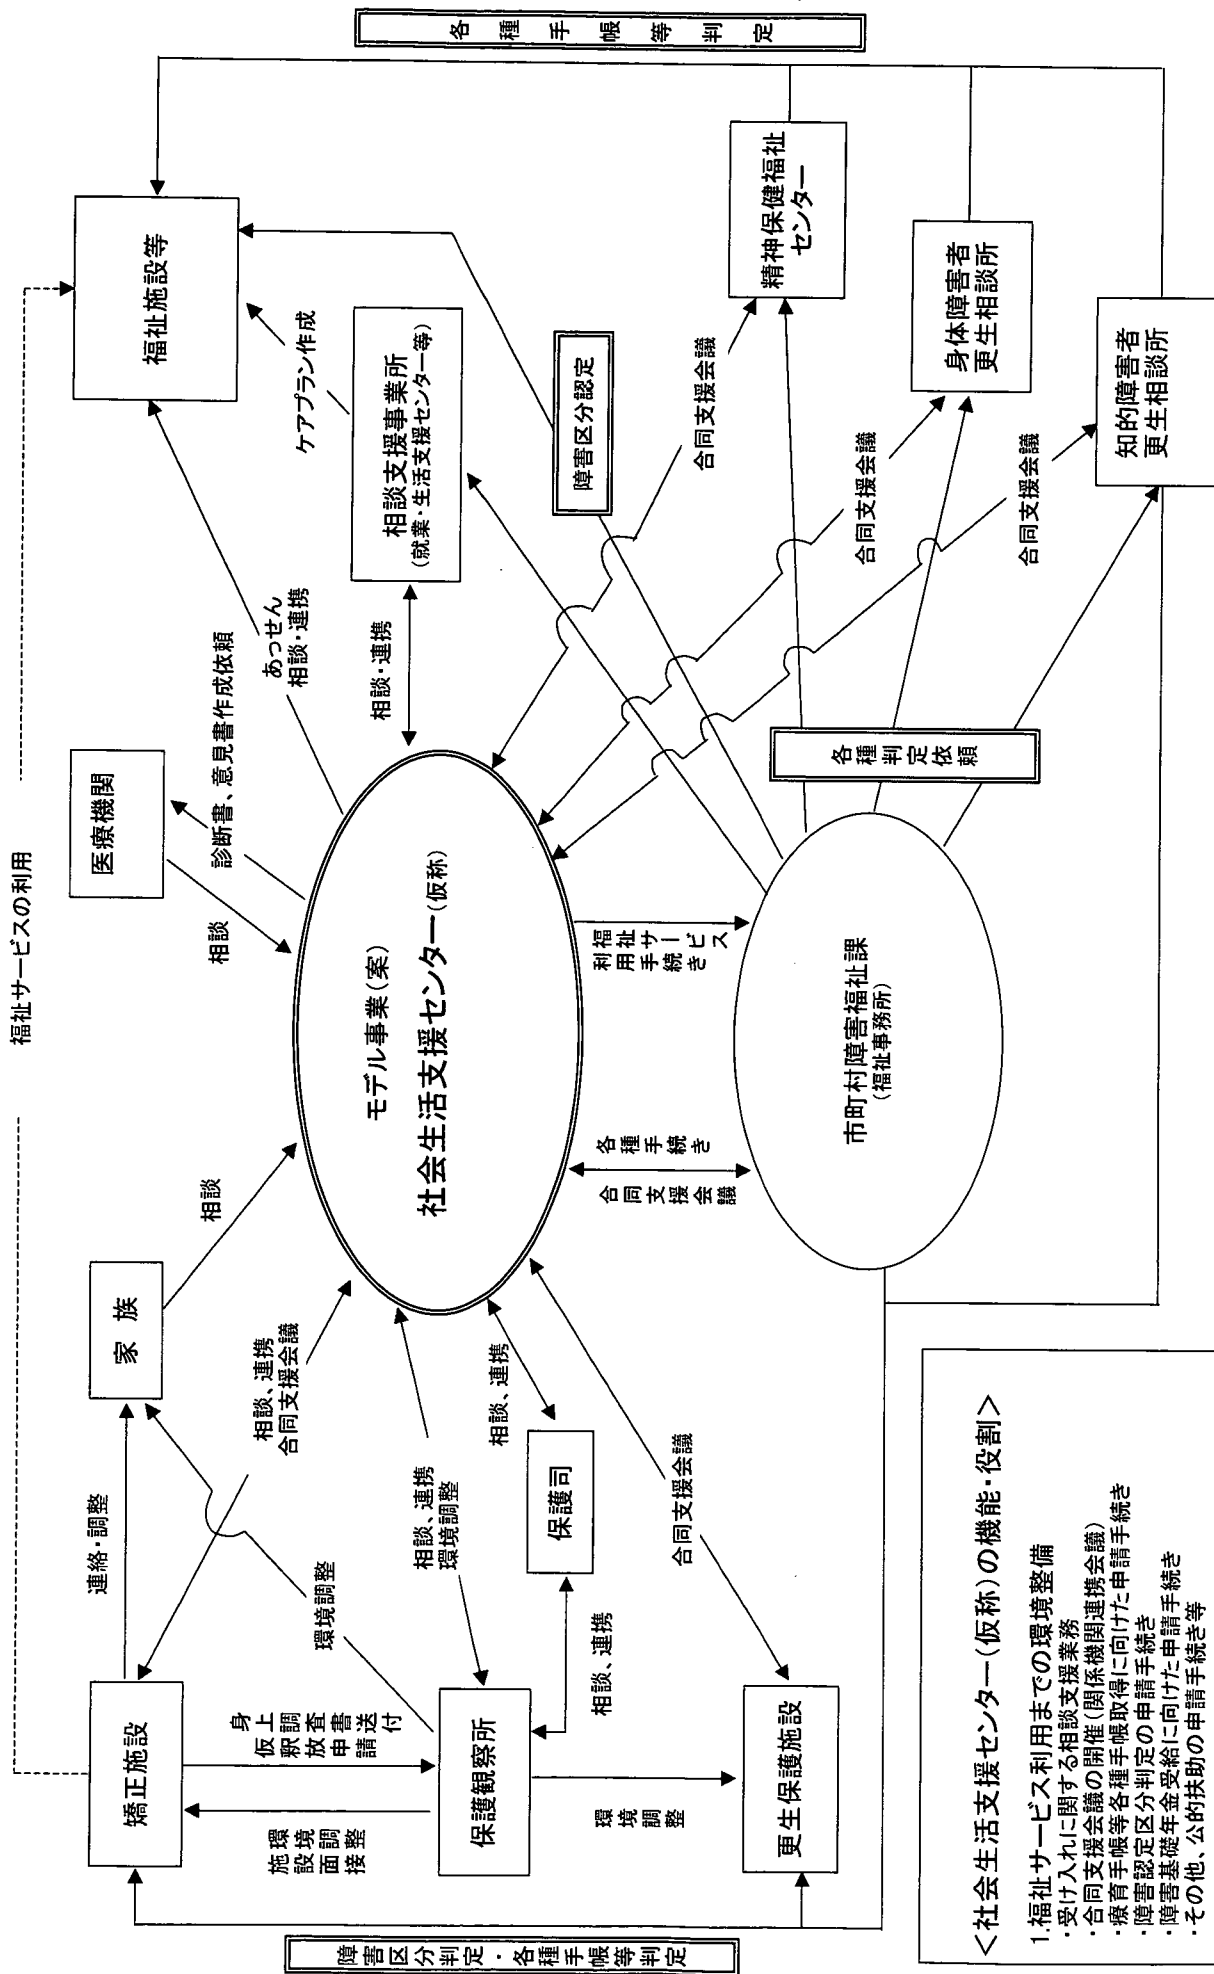 福祉サービスの利用
矯正施設
連絡・調整
家 族
相談
医療機関
相談
診断書、意見書作成依頼
福祉施設等
あっせん
相談・連携
ケアプラン作成
相談支援事業所
(就業・生活支援センター等)
相談・連携
障害区分認定
各種手帳等判定
障害区分判定・各種手帳等判定
施設面接
環境調整
身上調査書
仮釈放申請
送付
環境調整
相談、連携
合同支援会議
モデル事業(案)
社会生活支援センター(仮称)
保護観察所
相談、連携
環境調整
相談、連携
保護司
相談、連携
環境調整
合同支援会議
更生保護施設
合同支援会議
各種手続き
福祉サービス
利用手続き
市町村障害福祉課
(福祉事務所)
各種判定依頼
合同支援会議
精神保健福祉
センター
合同支援会議
身体障害者
更生相談所
合同支援会議
知的障害者
更生相談所
<社会生活支援センター(仮称)の機能・役割>
1.福祉サービス利用までの環境整備
・受け入れに関する相談支援業務
・合同支援会議の開催(関係機関連携会議)
・療育手帳等各種手帳取得に向けた申請手続き
・障害認定区分判定の申請手続き
・障害基礎年金受給に向けた申請手続き
・その他、公的扶助の申請手続き等